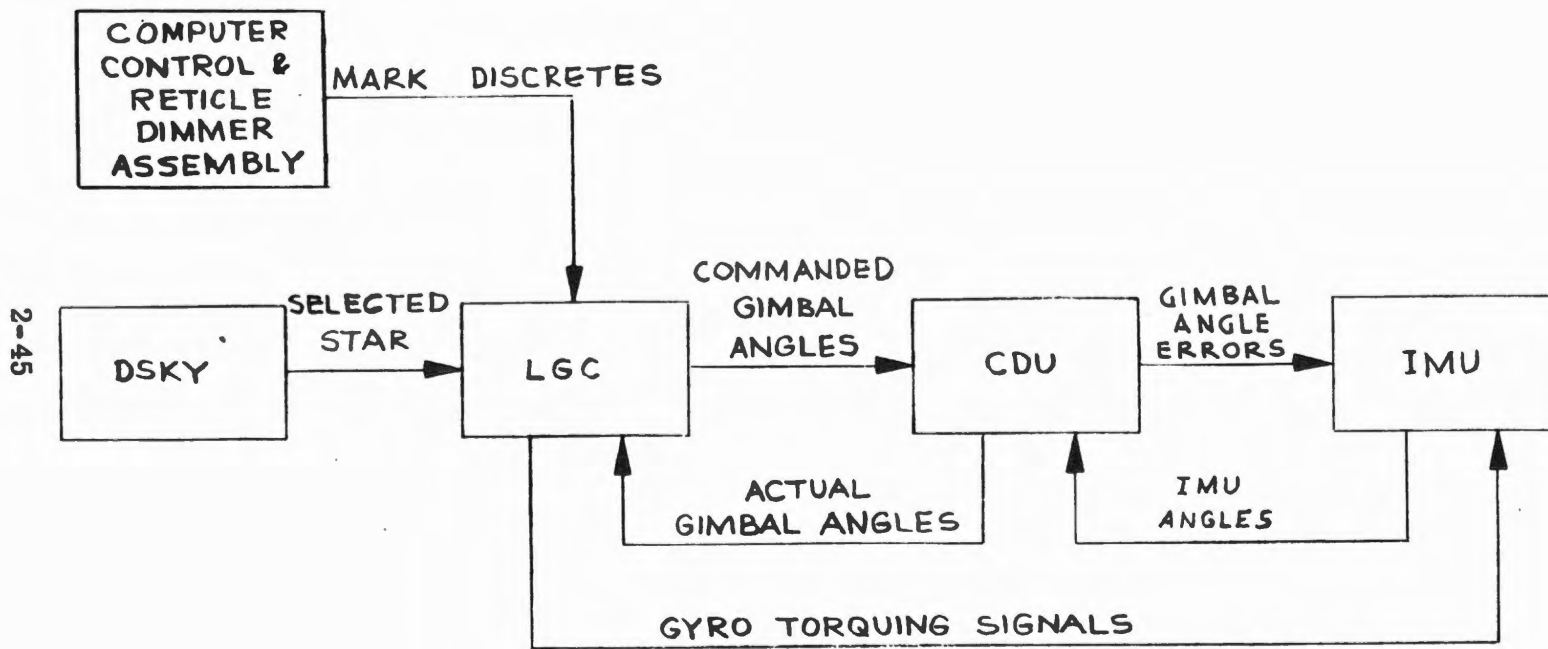 COMPUTER
CONTROL &
RETICLE
DIMMER
ASSEMBLY
MARK DISCRETES
DSKY
SELECTED
STAR
LGC
COMMANDED
GIMBAL
ANGLES
CDU
GIMBAL
ANGLE
ERRORS
IMU
ACTUAL
GIMBAL ANGLES
IMU
ANGLES
GYRO TORQUING SIGNALS
2-45